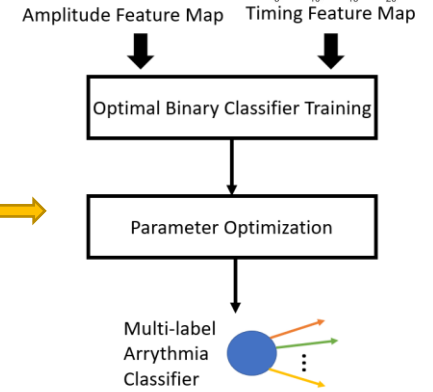 Amplitude Feature Map
Timing Feature Map
Optimal Binary Classifier Training
Parameter Optimization
Multi-label
Arrythmia
Classifier